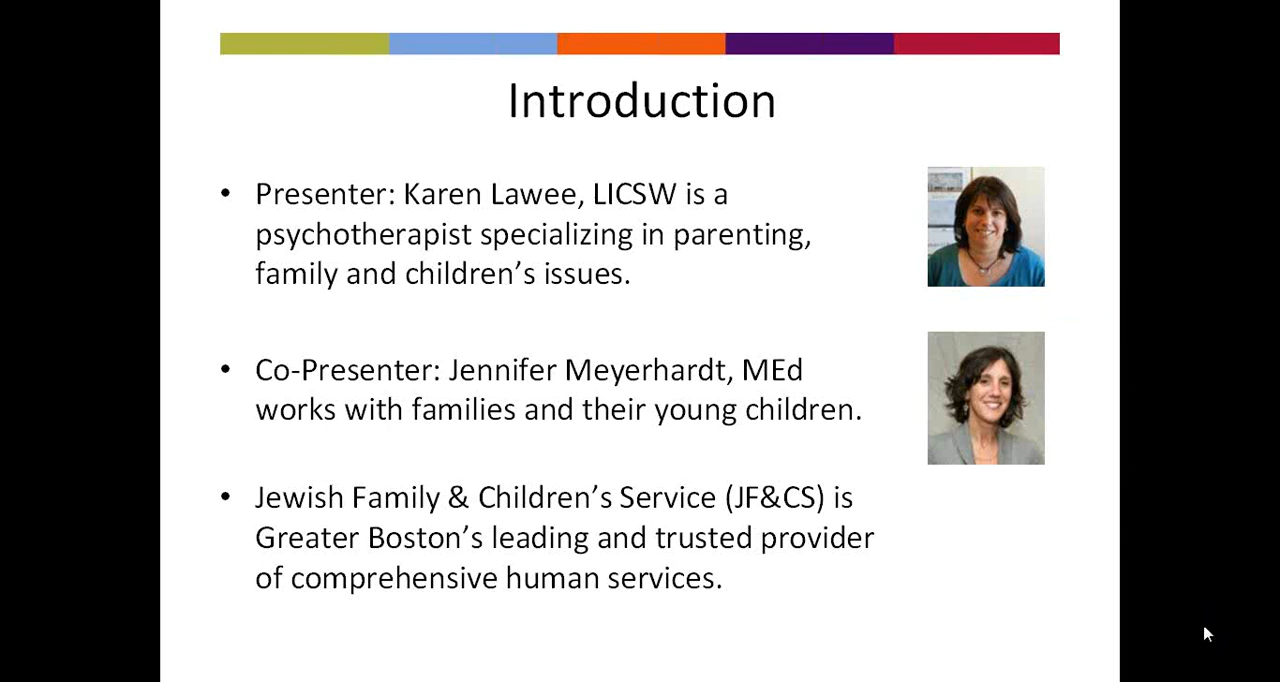 Introduction
• Presenter: Karen Lawee, LICSW is a
psychotherapist specializing in parenting,
family and children’s issues.
• Co-Presenter: Jennifer Meyerhardt, MEd
works with families and their young children.
• Jewish Family & Children’s Service (JF&CS) is
Greater Boston’s leading and trusted provider
of comprehensive human services.